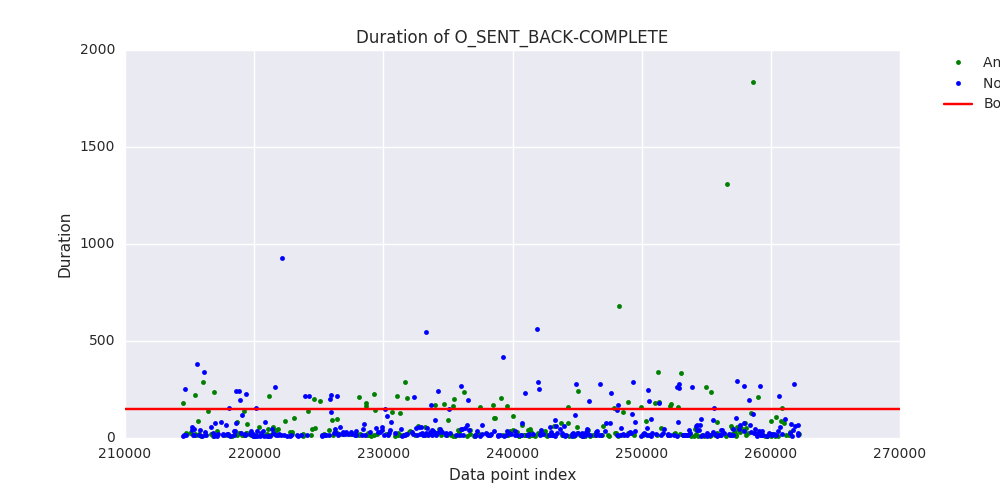 Duration of O_SENT_BACK-COMPLETE
2000
1500
1000
500
0
Duration
210000 220000 230000 240000 250000 260000 270000
Data point index
An
No
Bo